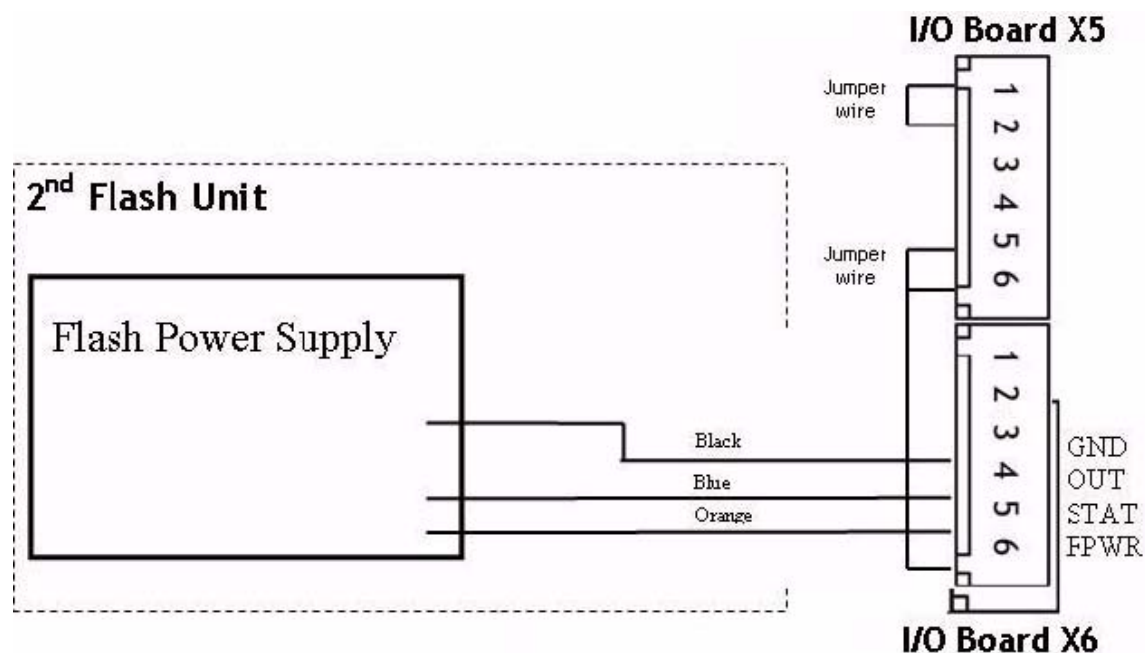 I/O Board X5
Jumper
wire
1
2
3
4
5
6
2nd Flash Unit
Jumper
wire
Flash Power Supply
1
2
3
4
5
6
Black
Blue
Orange
GND
OUT
STAT
FPWR
I/O Board X6